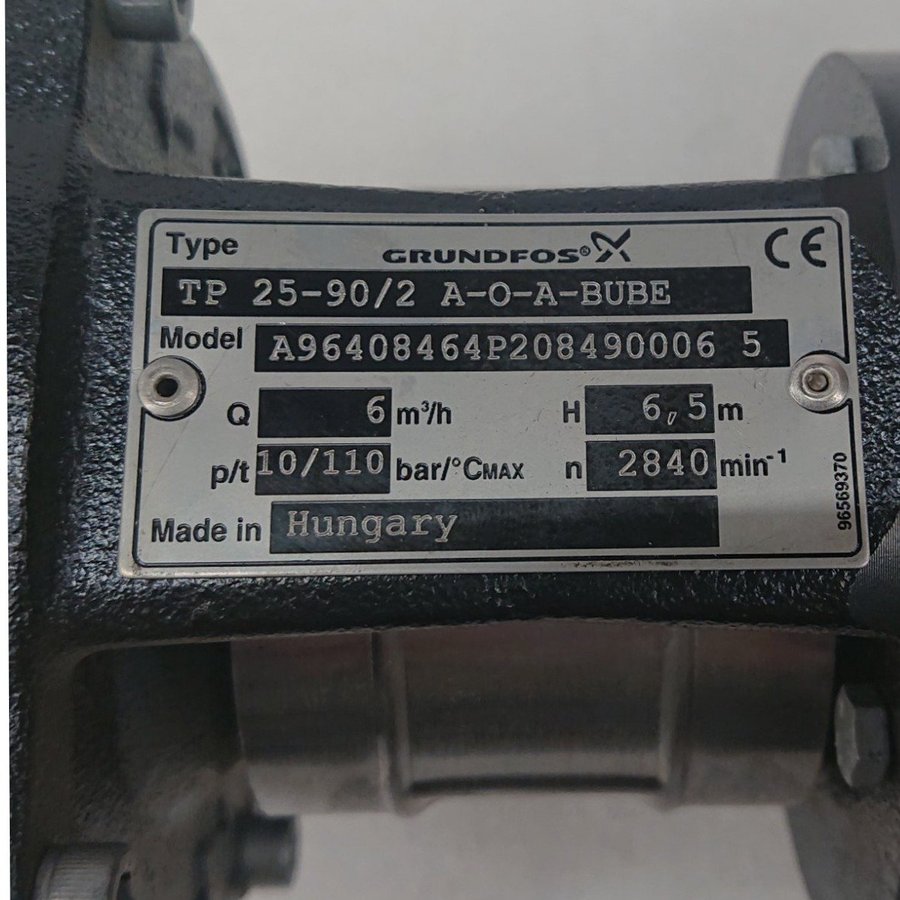 Type GRUNDFOS® CE
TP 25-90/2 A-O-A-BUBE
Model A96408464P208490006 5
Q 6 m³/h H 6,5 m
p/t 10/110 bar/°CMAX n 2840 min-1
Made in Hungary
96569370